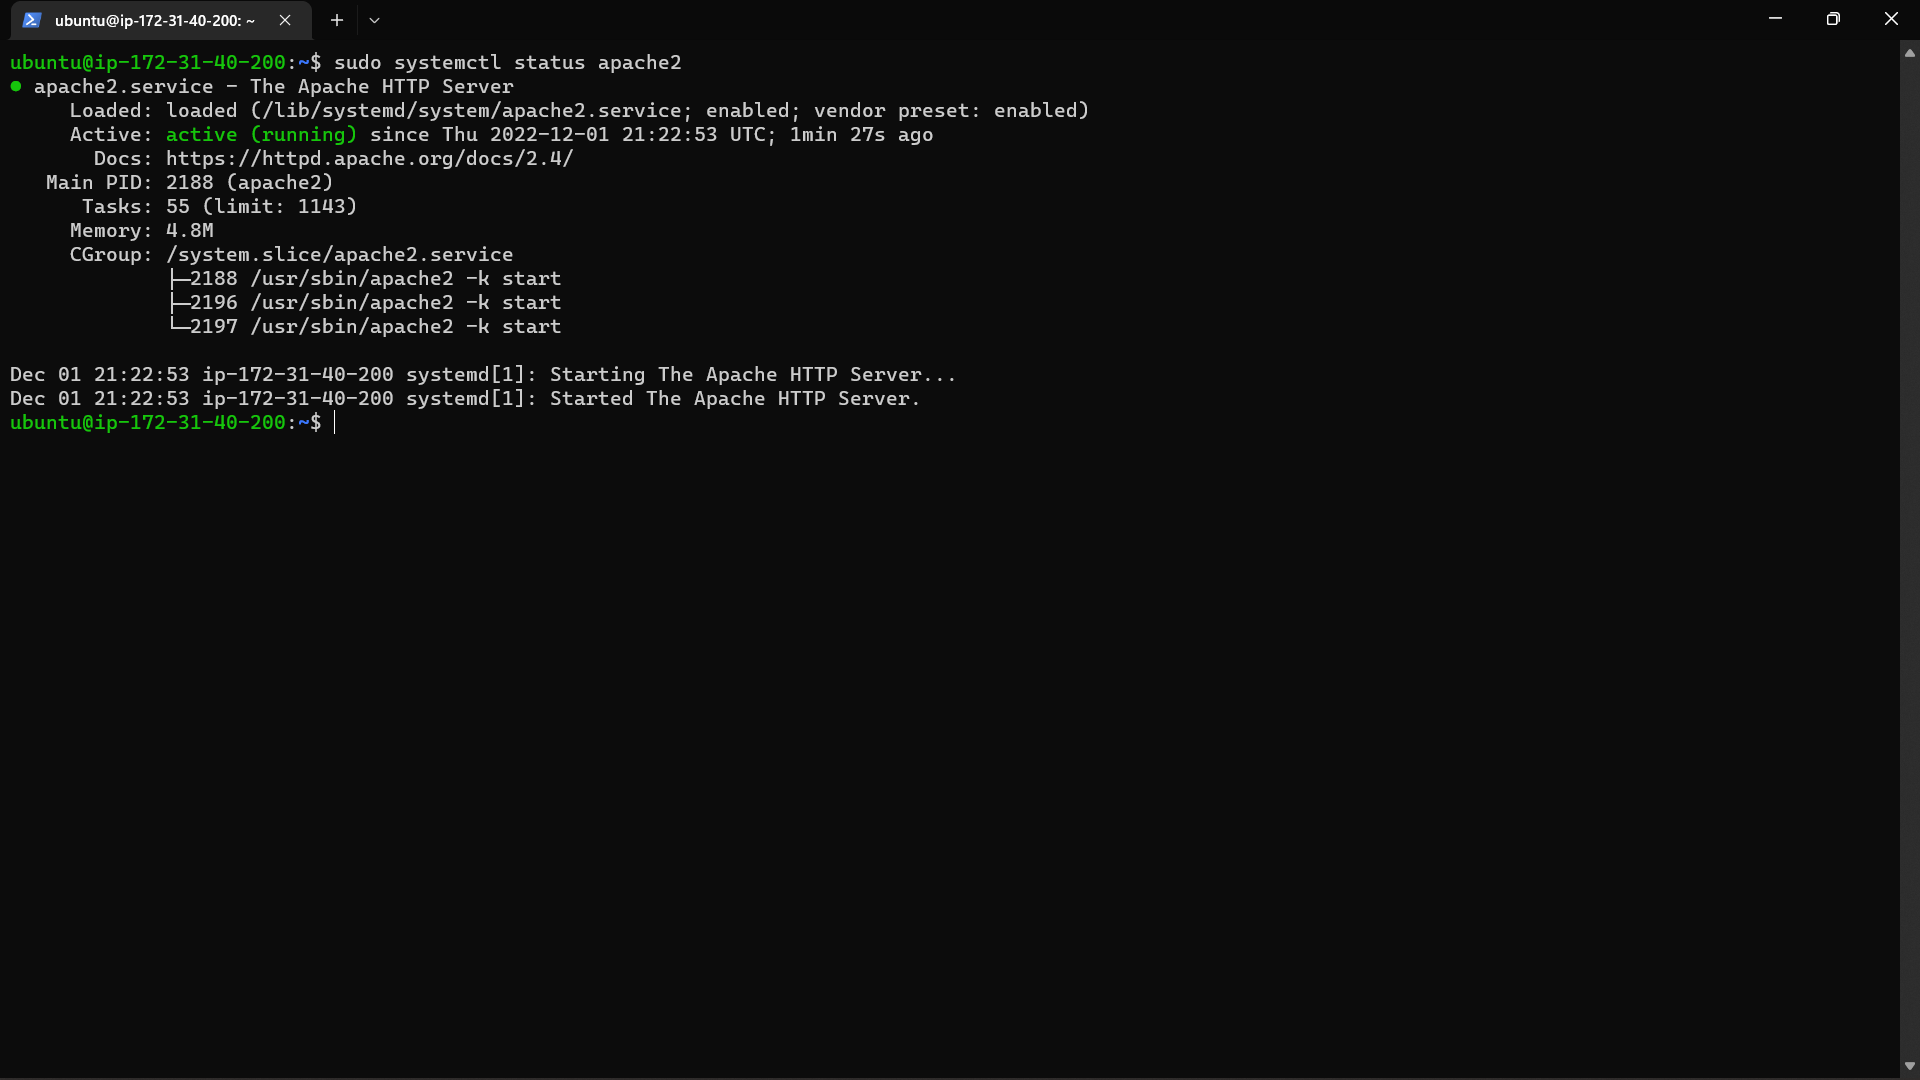 ubuntu@ip-172-31-40-200: ~
ubuntu@ip-172-31-40-200:~$ sudo systemctl status apache2
● apache2.service - The Apache HTTP Server
     Loaded: loaded (/lib/systemd/system/apache2.service; enabled; vendor preset: enabled)
     Active: active (running) since Thu 2022-12-01 21:22:53 UTC; 1min 27s ago
       Docs: https://httpd.apache.org/docs/2.4/
   Main PID: 2188 (apache2)
      Tasks: 55 (limit: 1143)
     Memory: 4.8M
     CGroup: /system.slice/apache2.service
             ├─2188 /usr/sbin/apache2 -k start
             ├─2196 /usr/sbin/apache2 -k start
             └─2197 /usr/sbin/apache2 -k start
Dec 01 21:22:53 ip-172-31-40-200 systemd[1]: Starting The Apache HTTP Server...
Dec 01 21:22:53 ip-172-31-40-200 systemd[1]: Started The Apache HTTP Server.
ubuntu@ip-172-31-40-200:~$